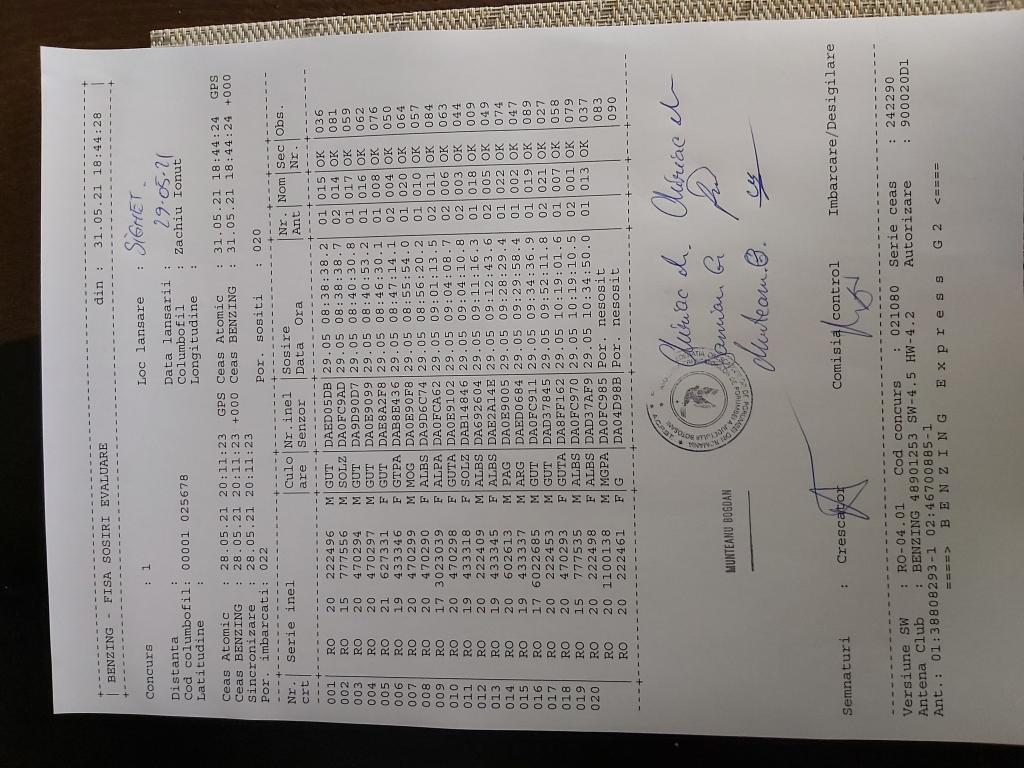 | BENZING - FISA SOSIRI EVALUARE din : 31.05.21 18:44:28 |
Concurs : 1 Loc lansare : SIGHET.
Distanta : Data lansarii : 29.05.21
Cod columbofil: 00001 025678 Columbofil : Zachiu Ionut
Latitudine : Longitudine :
Ceas Atomic : 28.05.21 20:11:23 GPS Ceas Atomic : 31.05.21 18:44:24 GPS
Ceas BENZING : 28.05.21 20:11:23 +000 Ceas BENZING : 31.05.21 18:44:24 +000
Sincronizare : 28.05.21 20:11:23
Por. imbarcati: 022 Por. sositi : 020
Nr. | Serie inel |Culo|Nr.inel |Sosire |Nr. |Nom|Sec|Obs.
crt | |are |Senzor |Data Ora |Ant | |Nr.|
001 RO 20 222496 M GUT DAED05DB 29.05 08:38:38.2 01 015 OK 036
002 RO 15 777556 M SOLZ DA0FC9AD 29.05 08:38:38.7 02 014 OK 081
003 RO 20 470294 M GUT DA9D90D7 29.05 08:40:30.8 01 017 OK 059
004 RO 20 470297 M GUT DA0E9099 29.05 08:40:53.2 01 016 OK 062
005 RO 21 627331 F GUT DAE8A2F8 29.05 08:46:30.1 01 008 OK 076
006 RO 19 433346 F GTPA DAB8E436 29.05 08:47:14.1 02 004 OK 050
007 RO 20 470299 M MOG DA0E90F8 29.05 08:55:54.0 01 020 OK 064
008 RO 20 470290 F ALBS DA9D6C74 29.05 08:56:21.2 01 010 OK 057
009 RO 17 3023039 F ALPA DA0FCA62 29.05 09:01:13.5 02 011 OK 084
010 RO 20 470298 F GUTA DA0E9102 29.05 09:04:08.7 02 006 OK 063
011 RO 19 433318 F SOLZ DAB14846 29.05 09:04:10.8 02 003 OK 044
012 RO 20 222409 M ALBS DA692604 29.05 09:11:16.3 01 018 OK 009
013 RO 19 433345 F ALBS DAE2A14E 29.05 09:12:43.6 02 005 OK 049
014 RO 20 602613 M PAG DA0E9005 29.05 09:28:29.4 01 022 OK 074
015 RO 19 433337 M ARG DAED0684 29.05 09:29:58.4 01 002 OK 047
016 RO 17 6022685 M GUT DA0FC914 29.05 09:34:36.9 01 019 OK 089
017 RO 20 222453 M GUT DAD37845 29.05 09:52:11.8 02 021 OK 027
018 RO 20 470293 F GUTA DA8FF162 29.05 10:19:01.6 01 007 OK 058
019 RO 15 777535 M ALBS DA0FC970 29.05 10:19:10.5 02 001 OK 079
020 RO 20 222498 F ALBS DAD37AF9 29.05 10:34:50.0 01 013 OK 037
RO 20 1100138 M MGPA DA0FC985 Por. nesosit 083
RO 20 222461 F G DA04D98B Por. nesosit 090
MUNTEANU BOGDAN
Munteanu B.
Semnaturi : Crescator Comisia control Imbarcare/Desigilare
Versiune SW : RO-04.01 Cod concurs : 021080 Serie ceas : 242290
Antena Club : BENZING 48901253 SW-4.5 HW-4.2 Autorizare : 900020D1
Ant.: 01:38808293-1 02:46700885-1
====> B E N Z I N G E x p r e s s G 2 <====